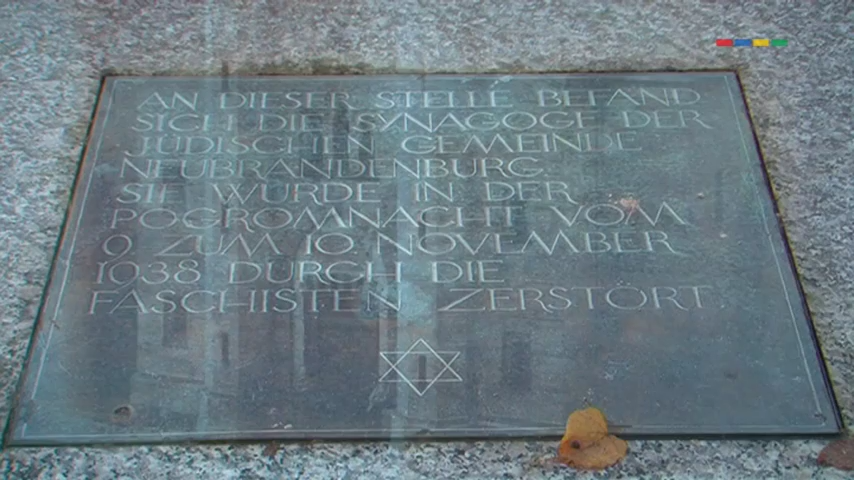 AN DIESER STELLE BEFAND
SICH DIE SYNAGOGE DER
JÜDISCHEN GEMEINDE
NEUBRANDENBURG.
SIE WURDE IN DER
POGROMNACHT VOM
9. ZUM 10. NOVEMBER
1938 DURCH DIE
FASCHISTEN ZERSTÖRT.